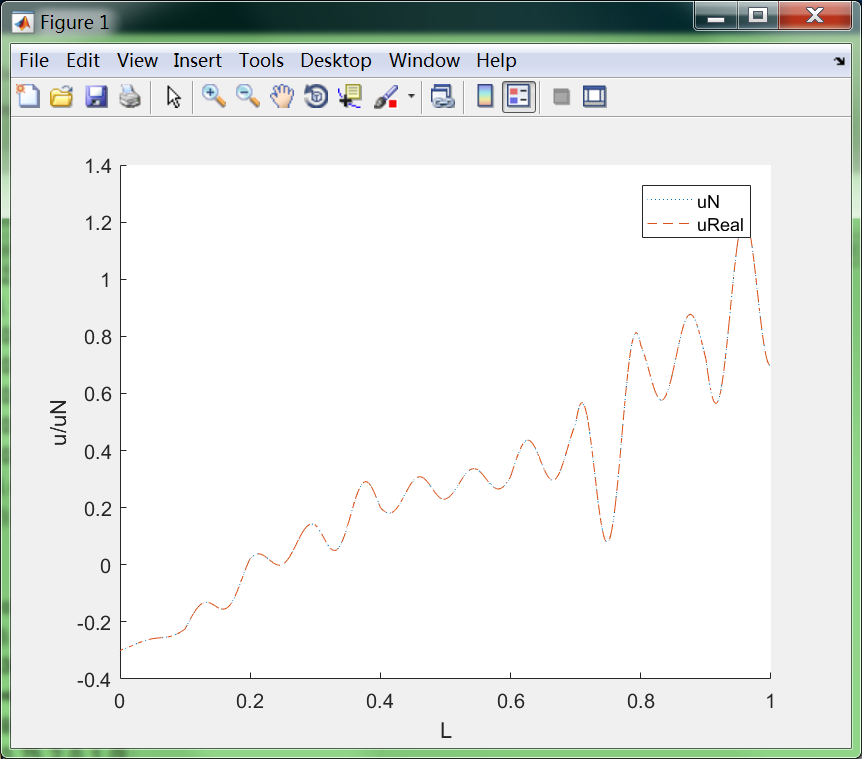 Figure 1
File Edit View Insert Tools Desktop Window Help
1.4
1.2
1
0.8
0.6
0.4
0.2
0
-0.2
-0.4
u/uN
uN
uReal
0 0.2 0.4 0.6 0.8 1
L